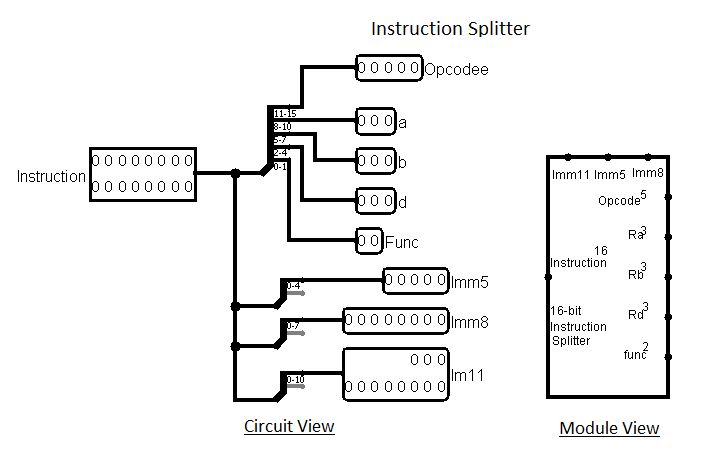 Instruction Splitter
0 0 0 0 0 Opcodee
11-15
8-10
5-7
2-4
0-1
0 0 0 a
0 0 0 b
0 0 0 d
0 0 Func
Instruction
0 0 0 0 0 0 0 0
0 0 0 0 0 0 0 0
0-4
0 0 0 0 0 Imm5
0-7
0 0 0 0 0 0 0 0 Imm8
0-10
0 0 0
0 0 0 0 0 0 0 0
Im11
Circuit View
Imm11 Imm5 Imm8
Opcode 5
Ra 3
16
Instruction
Rb 3
16-bit
Instruction
Splitter
Rd 3
func 2
Module View